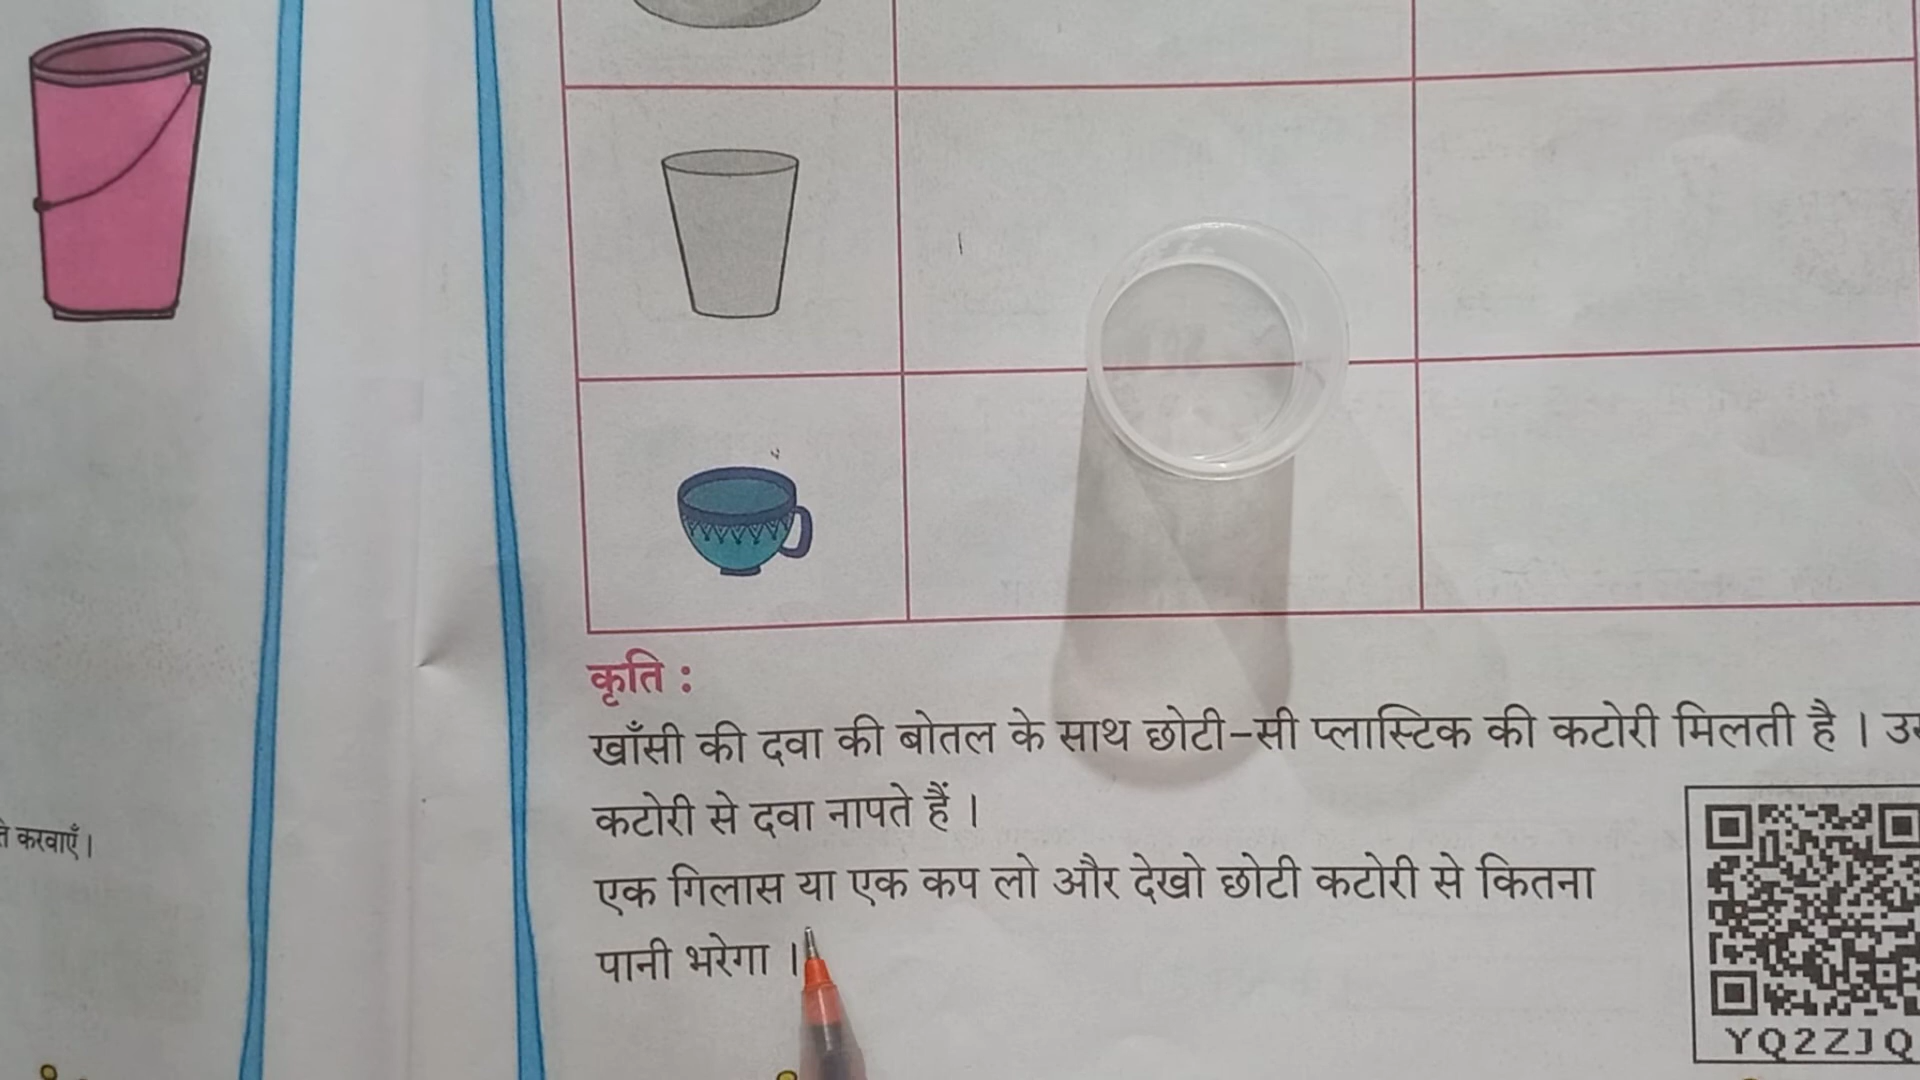 कृति :
खाँसी की दवा की बोतल के साथ छोटी-सी प्लास्टिक की कटोरी मिलती है ।
कटोरी से दवा नापते हैं ।
करवाएँ।
एक गिलास या एक कप लो और देखो छोटी कटोरी से कितना
पानी भरेगा ।
YQ2ZJQ